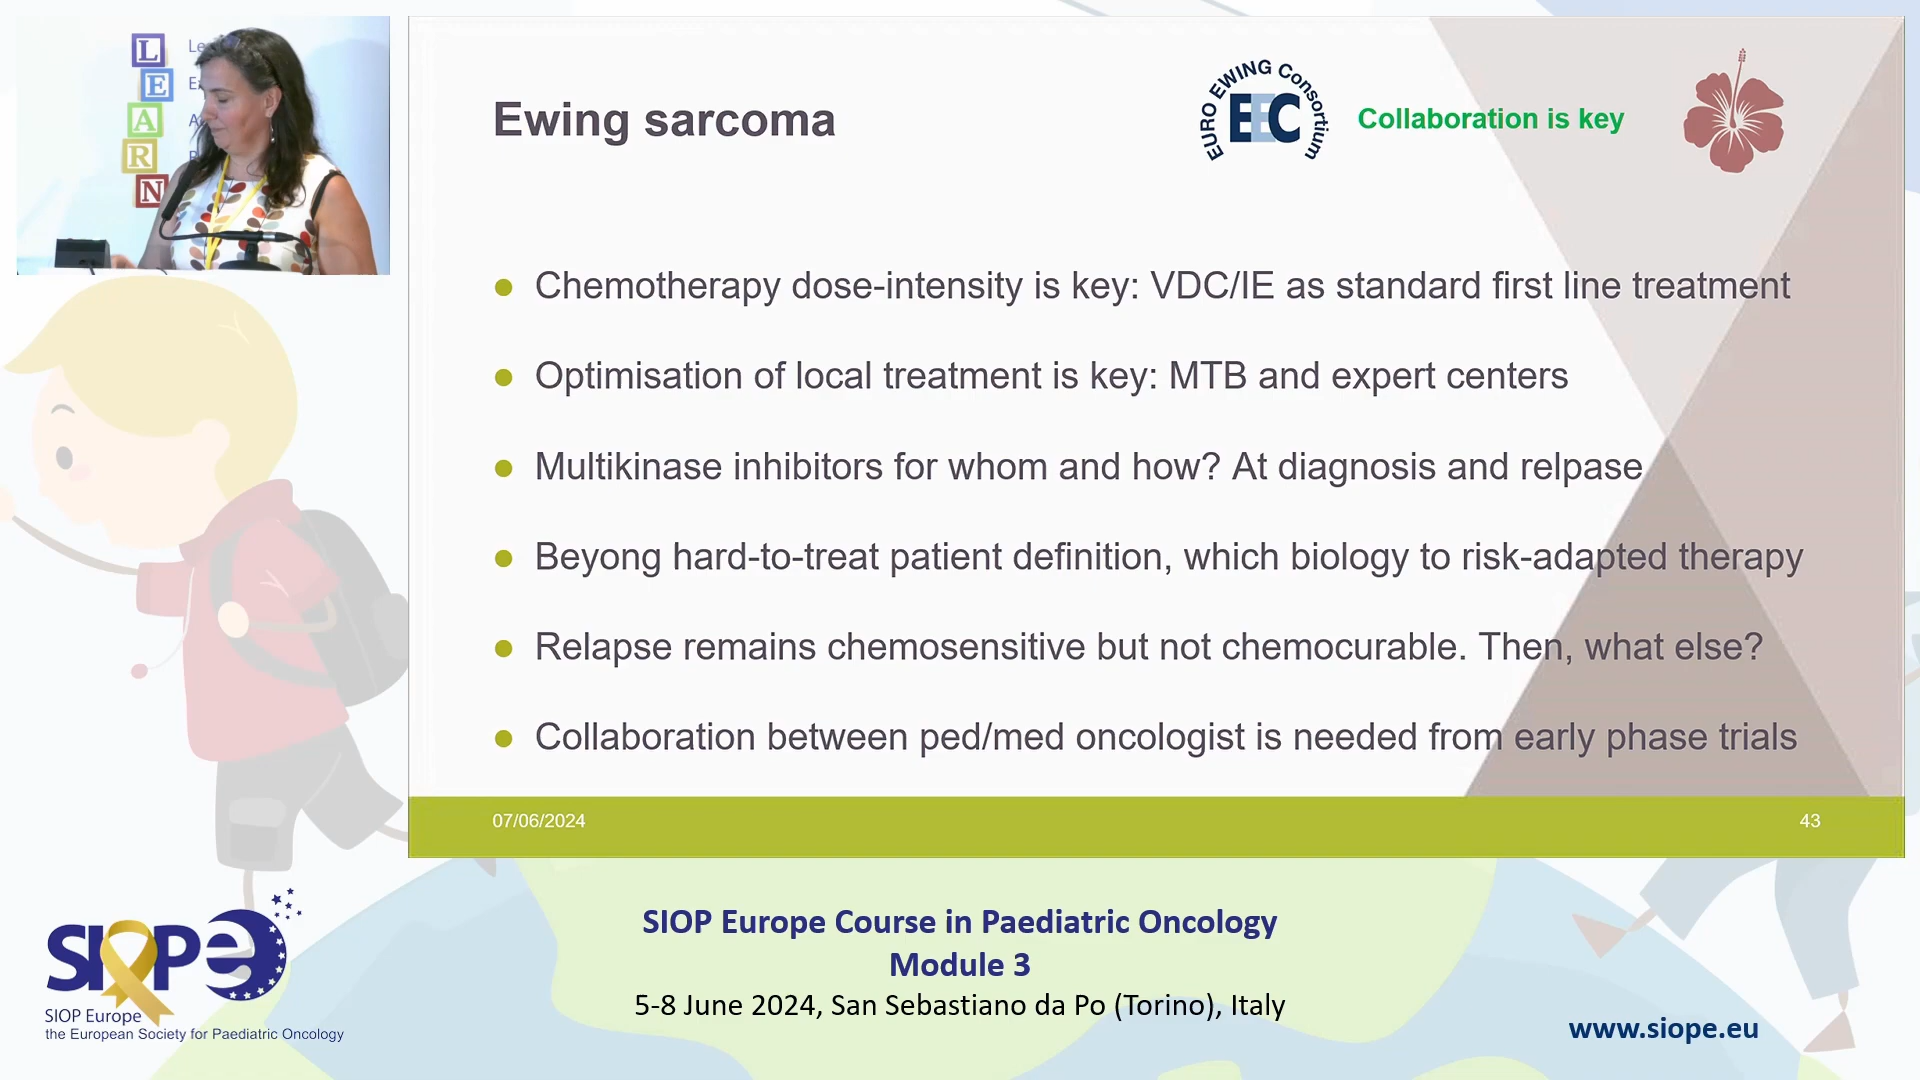 L
E
A
R
N
Le
Ewing sarcoma
EURO EWING Consortium
EEC
Collaboration is key
Chemotherapy dose-intensity is key: VDC/IE as standard first line treatment
Optimisation of local treatment is key: MTB and expert centers
Multikinase inhibitors for whom and how? At diagnosis and relpase
Beyong hard-to-treat patient definition, which biology to risk-adapted therapy
Relapse remains chemosensitive but not chemocurable. Then, what else?
Collaboration between ped/med oncologist is needed from early phase trials
07/06/2024
43
SIOPe
SIOP Europe
the European Society for Paediatric Oncology
SIOP Europe Course in Paediatric Oncology
Module 3
5-8 June 2024, San Sebastiano da Po (Torino), Italy
www.siope.eu